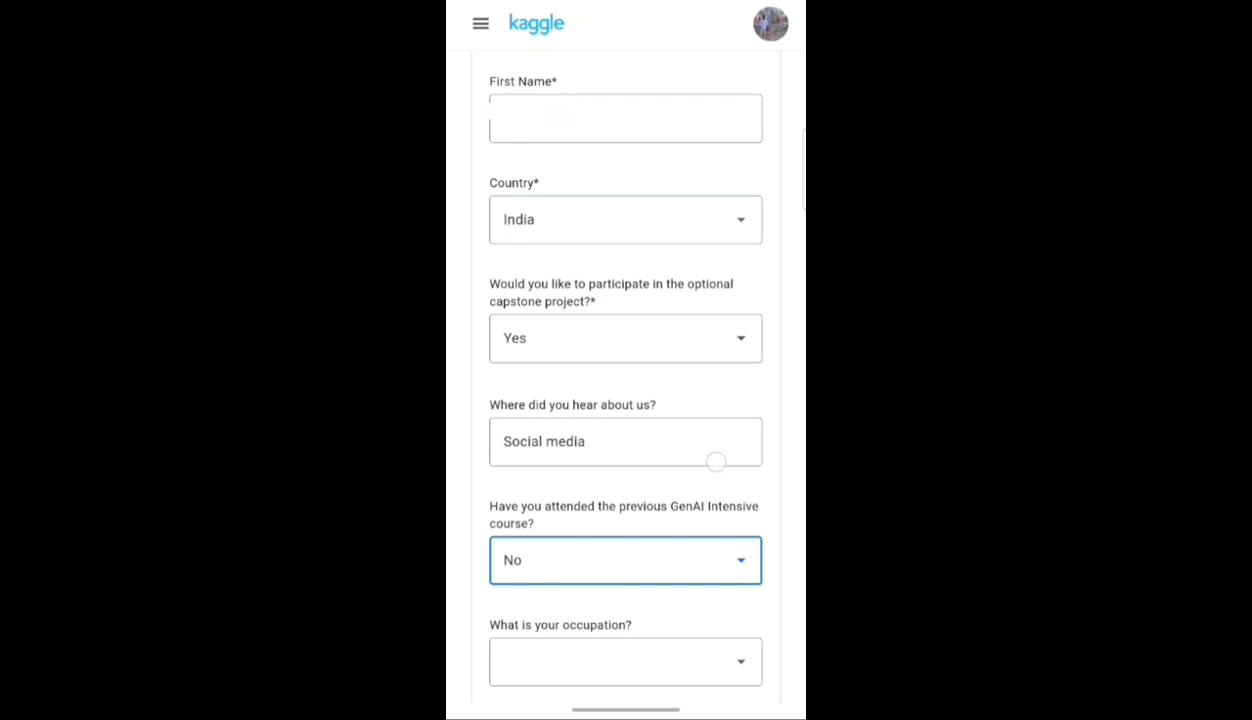 kaggle
First Name*
Country*
India
Would you like to participate in the optional
capstone project?*
Yes
Where did you hear about us?
Social media
Have you attended the previous GenAI Intensive
course?
No
What is your occupation?